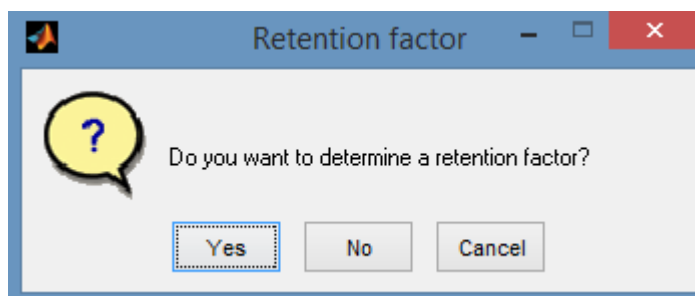 Retention factor
?
Do you want to determine a retention factor?
Yes No Cancel